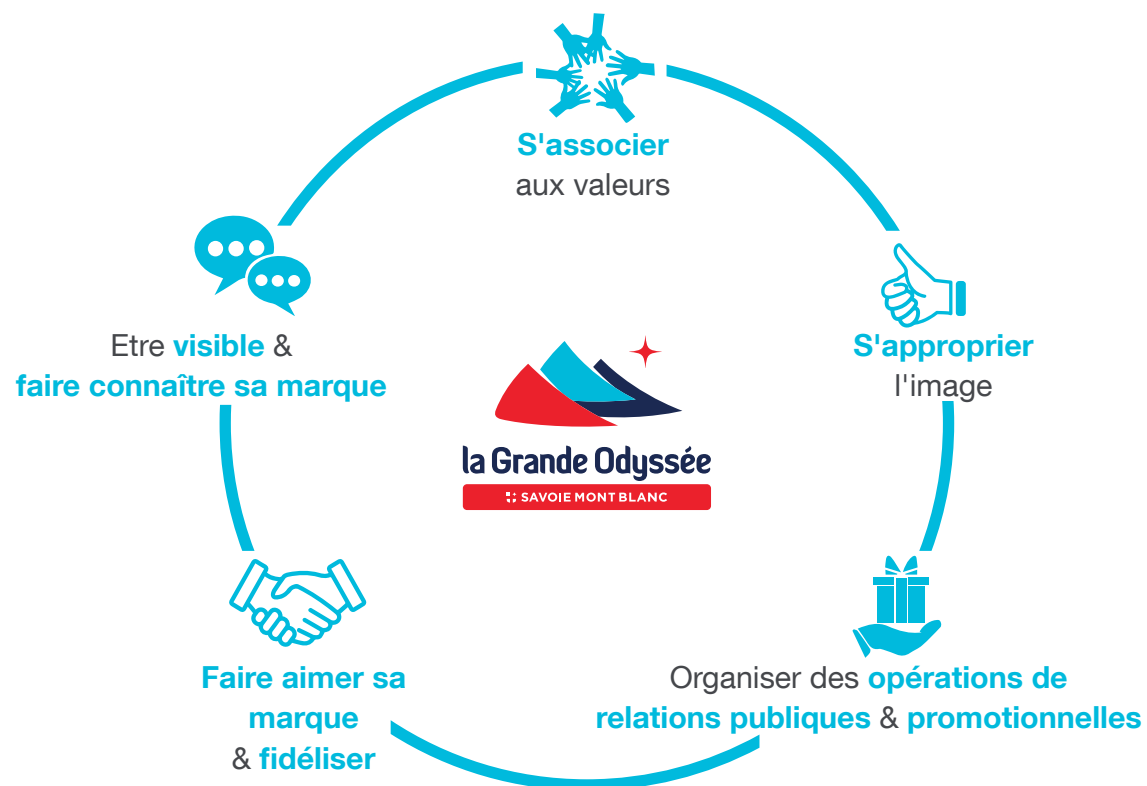 S'associer
aux valeurs
S'approprier
l'image
Organiser des opérations de
relations publiques & promotionnelles
Faire aimer sa
marque
& fidéliser
Etre visible &
faire connaître sa marque
la Grande Odyssée
SAVOIE MONT BLANC